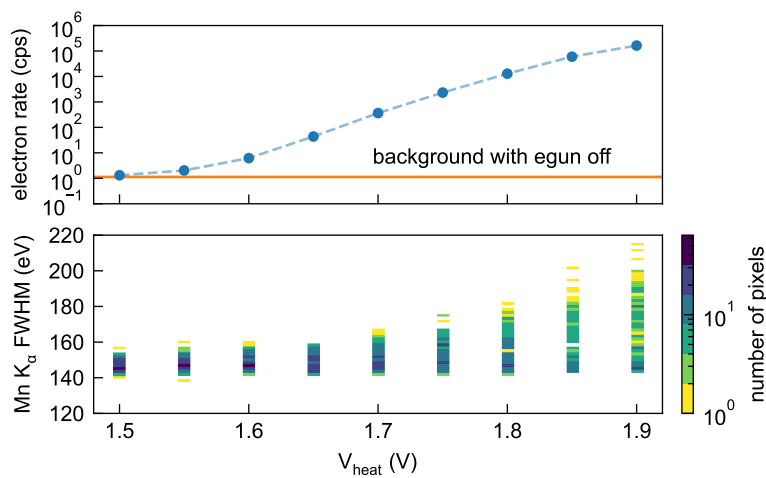 10^6
10^5
10^4
10^3
10^2
10^1
10^0
10^-1
electron rate (cps)
background with egun off
220
200
180
160
140
120
Mn K_α FWHM (eV)
1.5 1.6 1.7 1.8 1.9
V_heat (V)
10^1
10^0
number of pixels